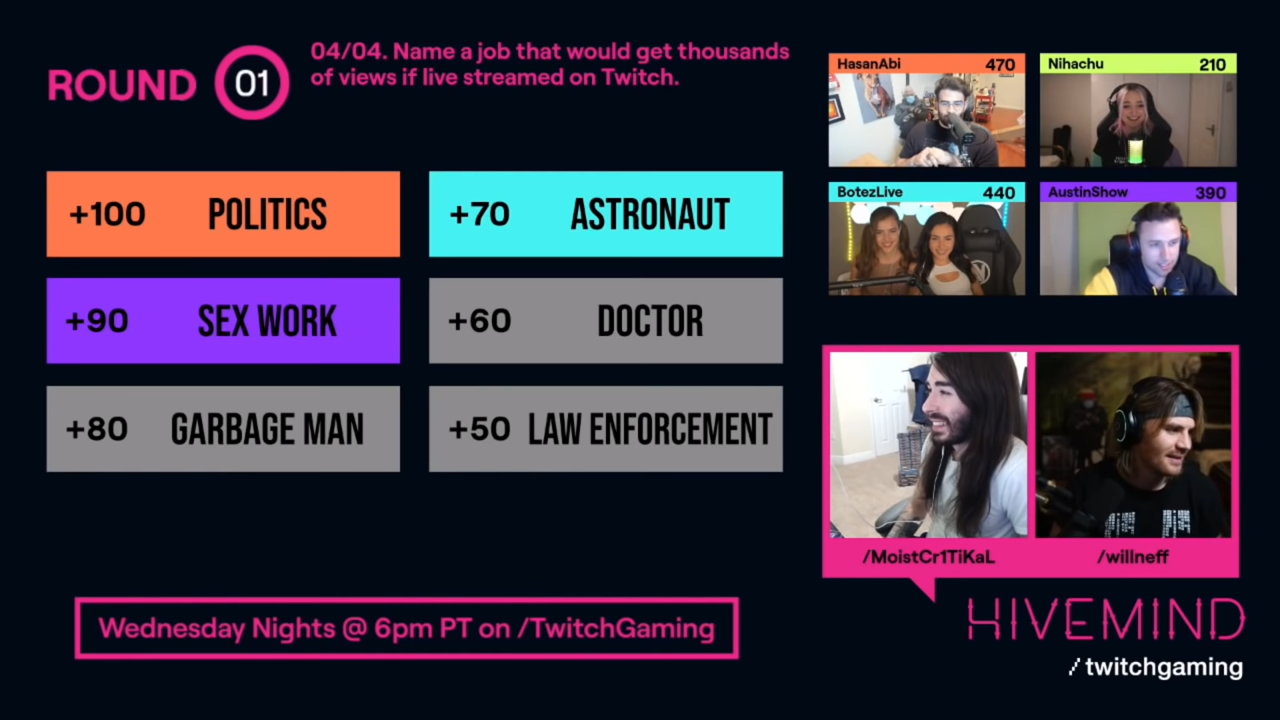 ROUND 01
04/04. Name a job that would get thousands
of views if live streamed on Twitch.
+100 POLITICS
+70 ASTRONAUT
+90 SEX WORK
+60 DOCTOR
+80 GARBAGE MAN
+50 LAW ENFORCEMENT
Wednesday Nights @ 6pm PT on /TwitchGaming
HasanAbi 470
Nihachu 210
BotezLive 440
AustinShow 390
/MoistCr1TiKaL
/willneff
HIVEMIND
/twitchgaming